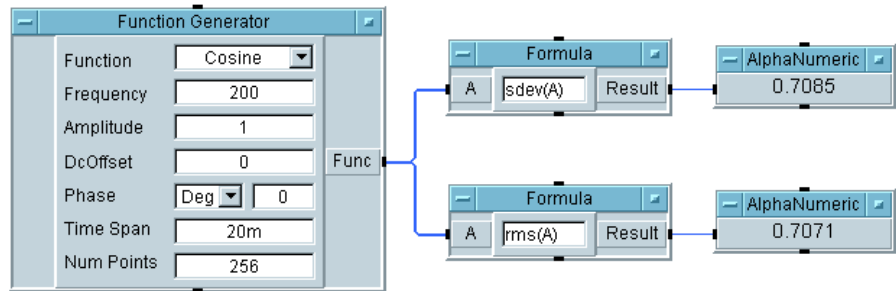 Function Generator
Function Cosine
Frequency 200
Amplitude 1
DcOffset 0
Phase Deg 0
Time Span 20m
Num Points 256
Func
Formula
A sdev(A) Result
AlphaNumeric
0.7085
Formula
A rms(A) Result
AlphaNumeric
0.7071